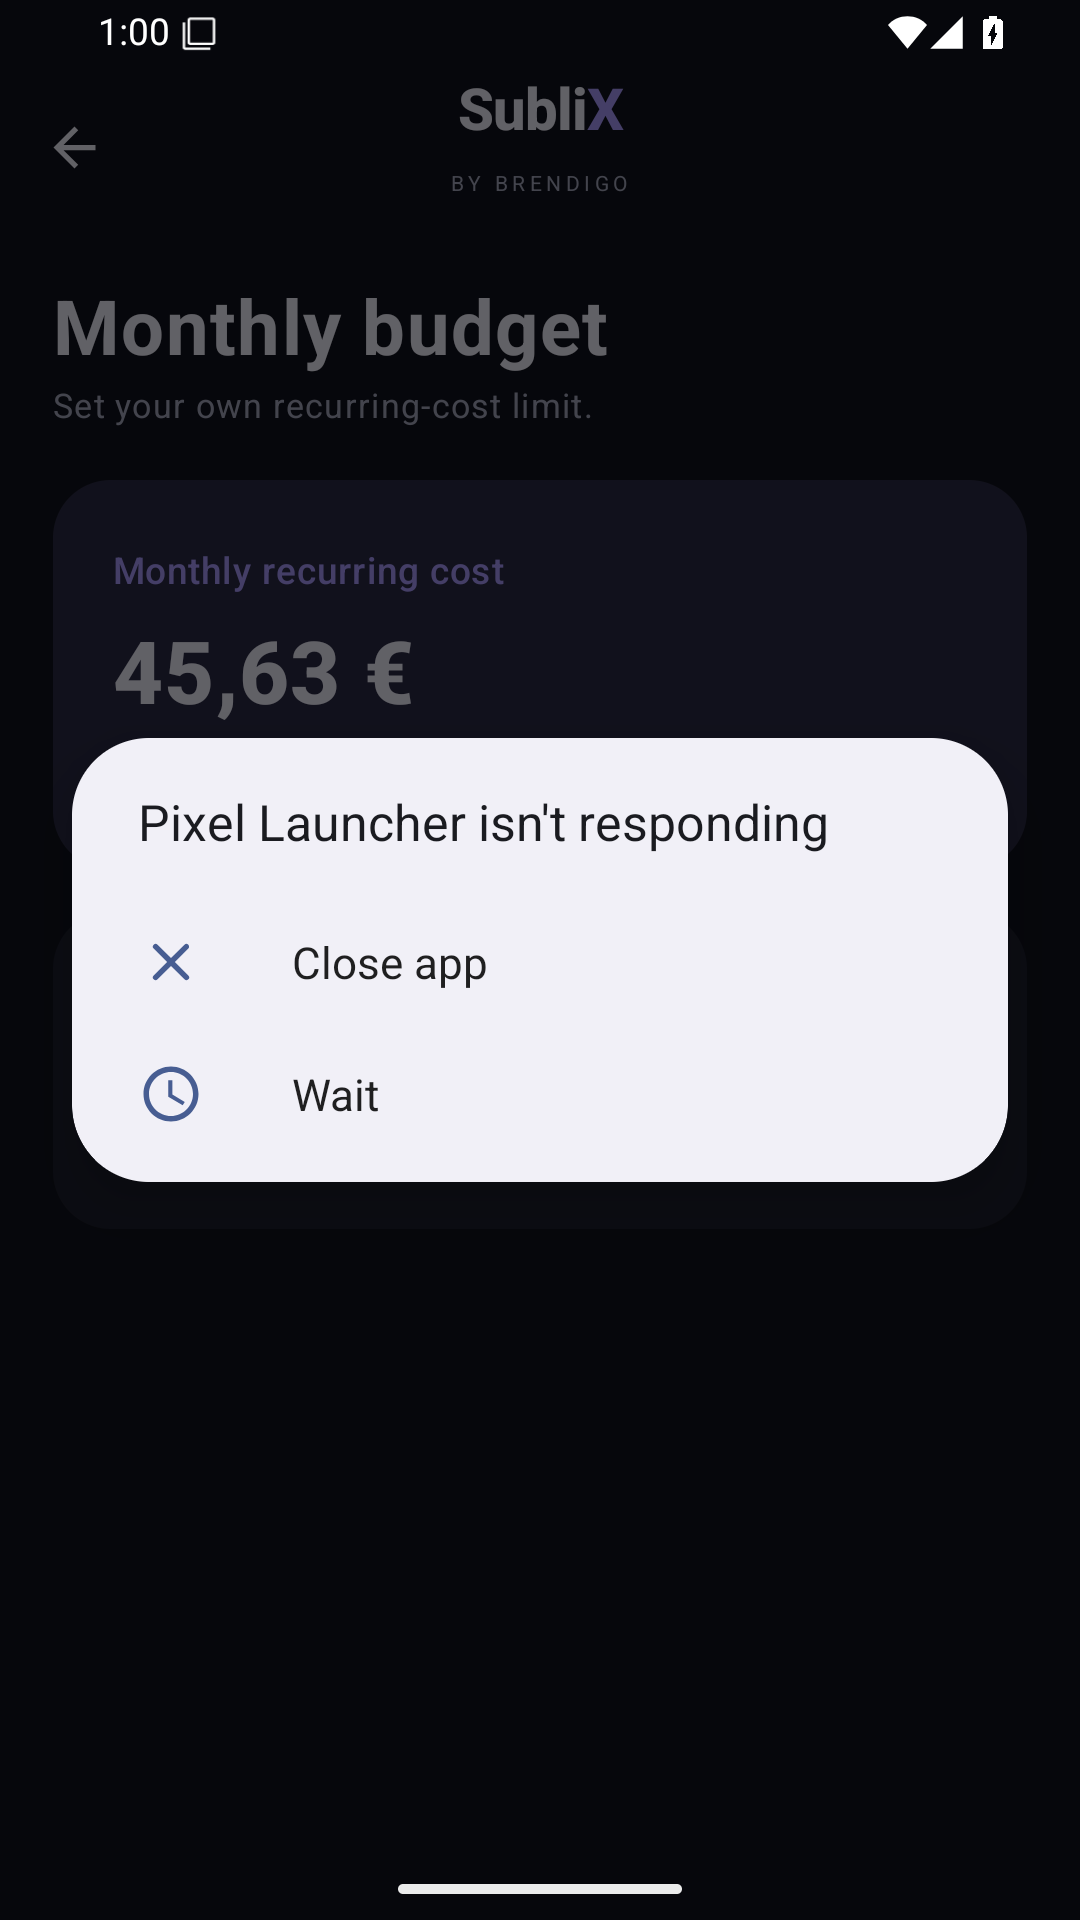 1:00
SubliX
BY BRENDIGO
Monthly budget
Set your own recurring-cost limit.
Monthly recurring cost
45,63 €
Pixel Launcher isn't responding
Close app
Wait